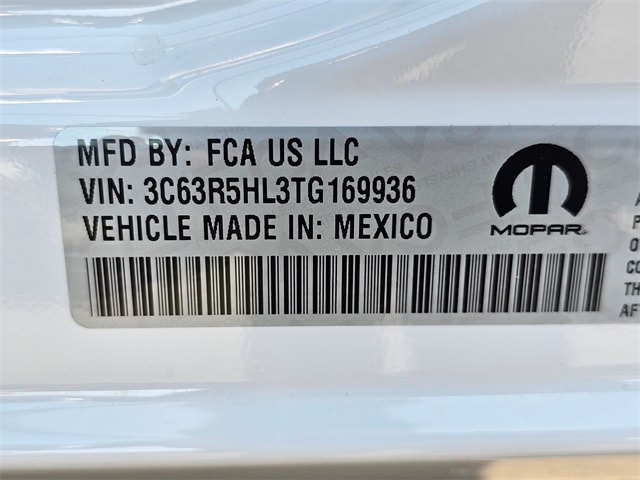 MFD BY: FCA US LLC
VIN: 3C63R5HL3TG169936
VEHICLE MADE IN: MEXICO
MOPAR